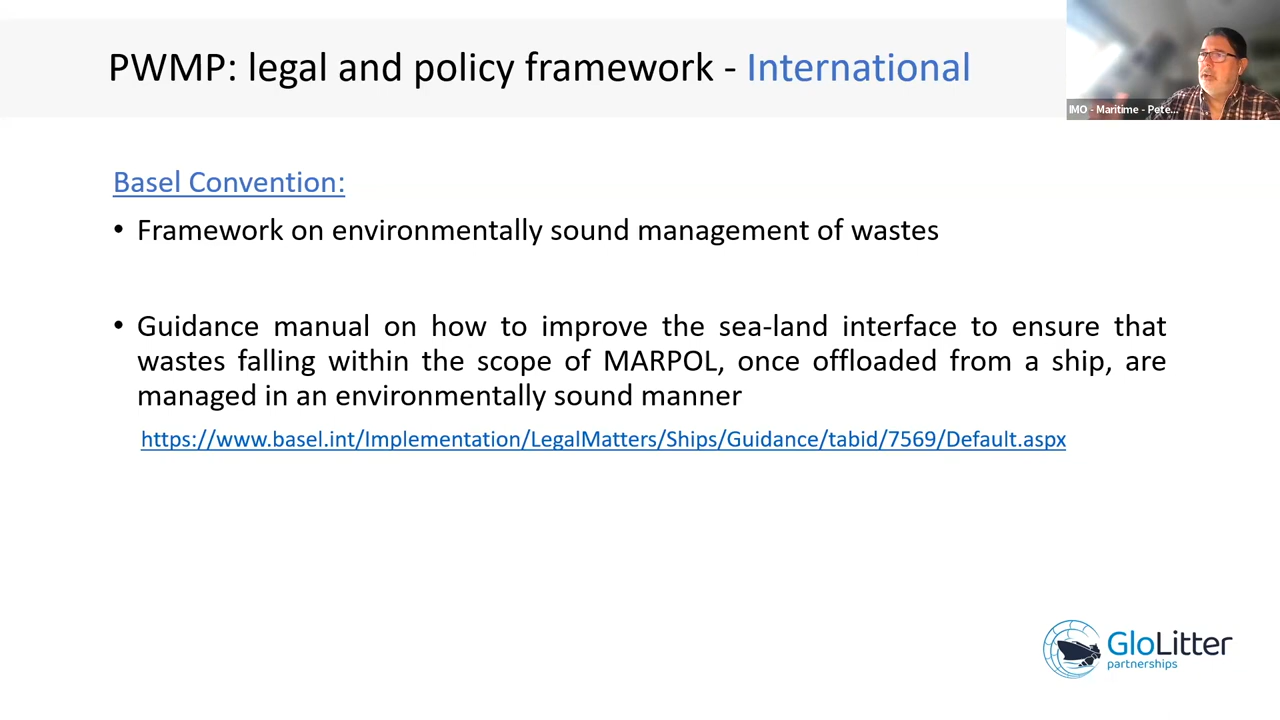 PWMP: legal and policy framework - International
IMO - Maritime - Pete...
Basel Convention:
• Framework on environmentally sound management of wastes
• Guidance manual on how to improve the sea-land interface to ensure that
wastes falling within the scope of MARPOL, once offloaded from a ship, are
managed in an environmentally sound manner
https://www.basel.int/Implementation/LegalMatters/Ships/Guidance/tabid/7569/Default.aspx
GloLitter
partnerships